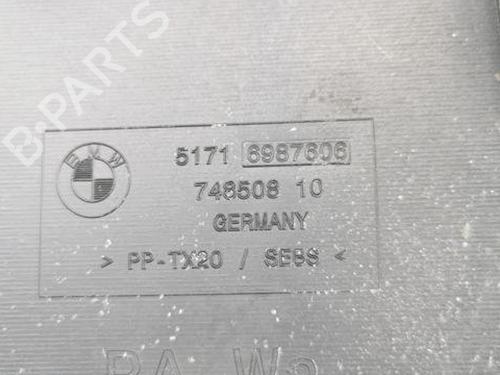 B-PARTS
BMW
5171 6987606
748508 10
GERMANY
> PP-TX20 / SEBS <